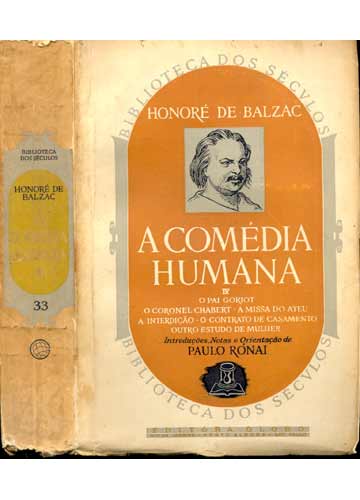 BIBLIOTECA
DOS SÉCULOS
HONORÉ DE
BALZAC
33
BIBLIOTECA DOS SÉCULOS
HONORÉ DE BALZAC
A COMÉDIA
HUMANA
IV
O PAI GORIOT
O CORONEL CHABERT - A MISSA DO ATEU
A INTERDIÇÃO - O CONTRATO DE CASAMENTO
OUTRO ESTUDO DE MULHER
Introduções, Notas e Orientação de
PAULO RÓNAI
BIBLIOTECA DOS SÉCULOS
EDITÔRA GLOBO